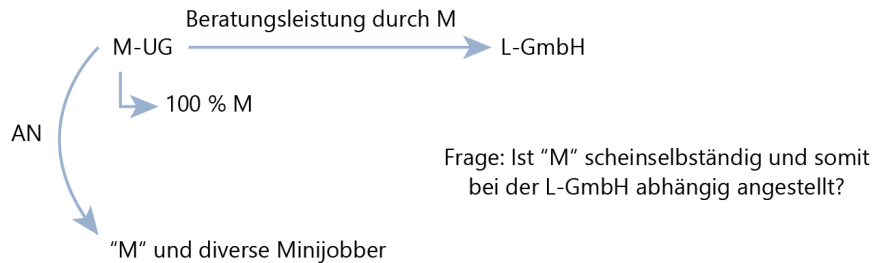 Beratungsleistung durch M
M-UG
L-GmbH
100 % M
AN
Frage: Ist “M“ scheinselbständig und somit
bei der L-GmbH abhängig angestellt?
“M“ und diverse Minijobber